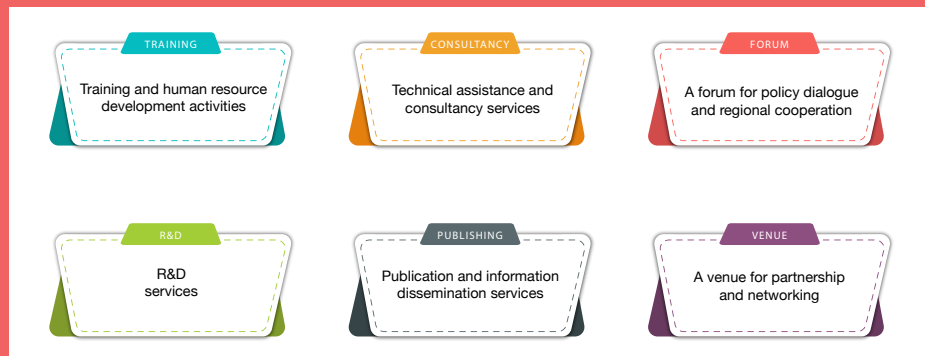 TRAINING
Training and human resource
development activities
CONSULTANCY
Technical assistance and
consultancy services
FORUM
A forum for policy dialogue
and regional cooperation
R&D
R&D
services
PUBLISHING
Publication and information
dissemination services
VENUE
A venue for partnership
and networking